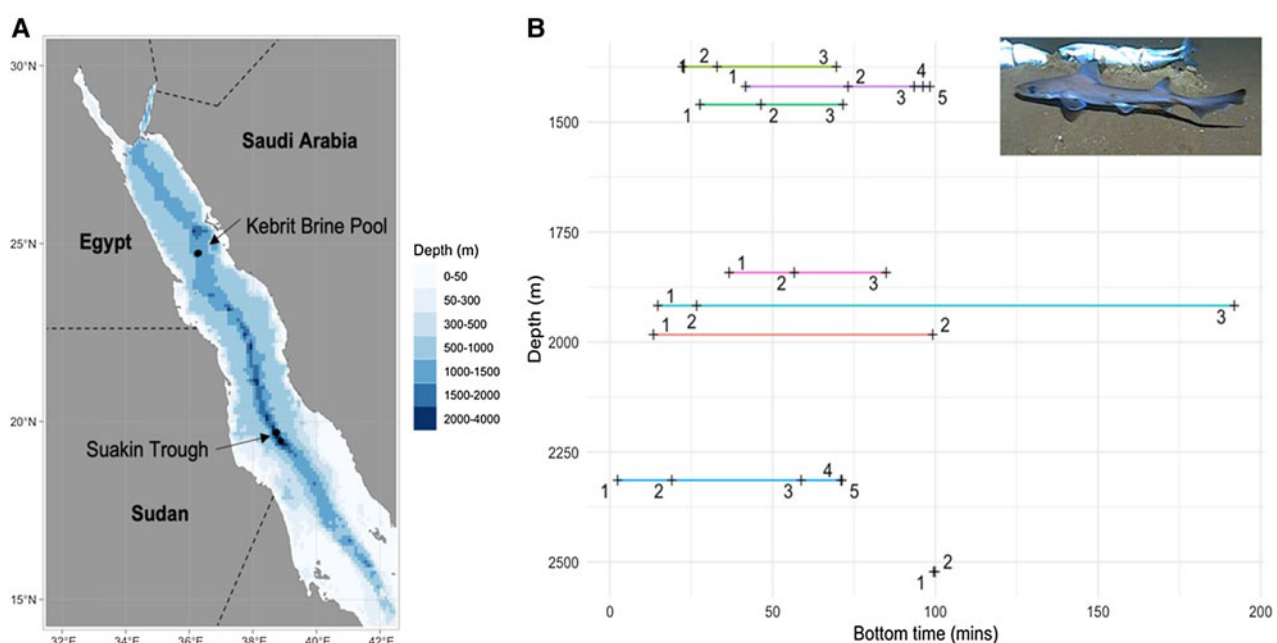 A
30°N
25°N
20°N
15°N
Saudi Arabia
Egypt
Kebrit Brine Pool
Suakin Trough
Sudan
32°E 34°E 36°E 38°E 40°E 42°E
Depth (m)
0-50
50-300
300-500
500-1000
1000-1500
1500-2000
2000-4000
B
Depth (m)
1500
1750
2000
2250
2500
1 2 3
1 2 3 4 5
1 2 3
1 2 3
1 2 3
1 2
1 2 3 4 5
1 2
0 50 100 150 200
Bottom time (mins)